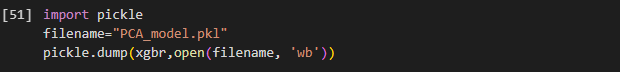 [51] import pickle
filename="PCA_model.pkl"
pickle.dump(xgbr,open(filename, 'wb'))